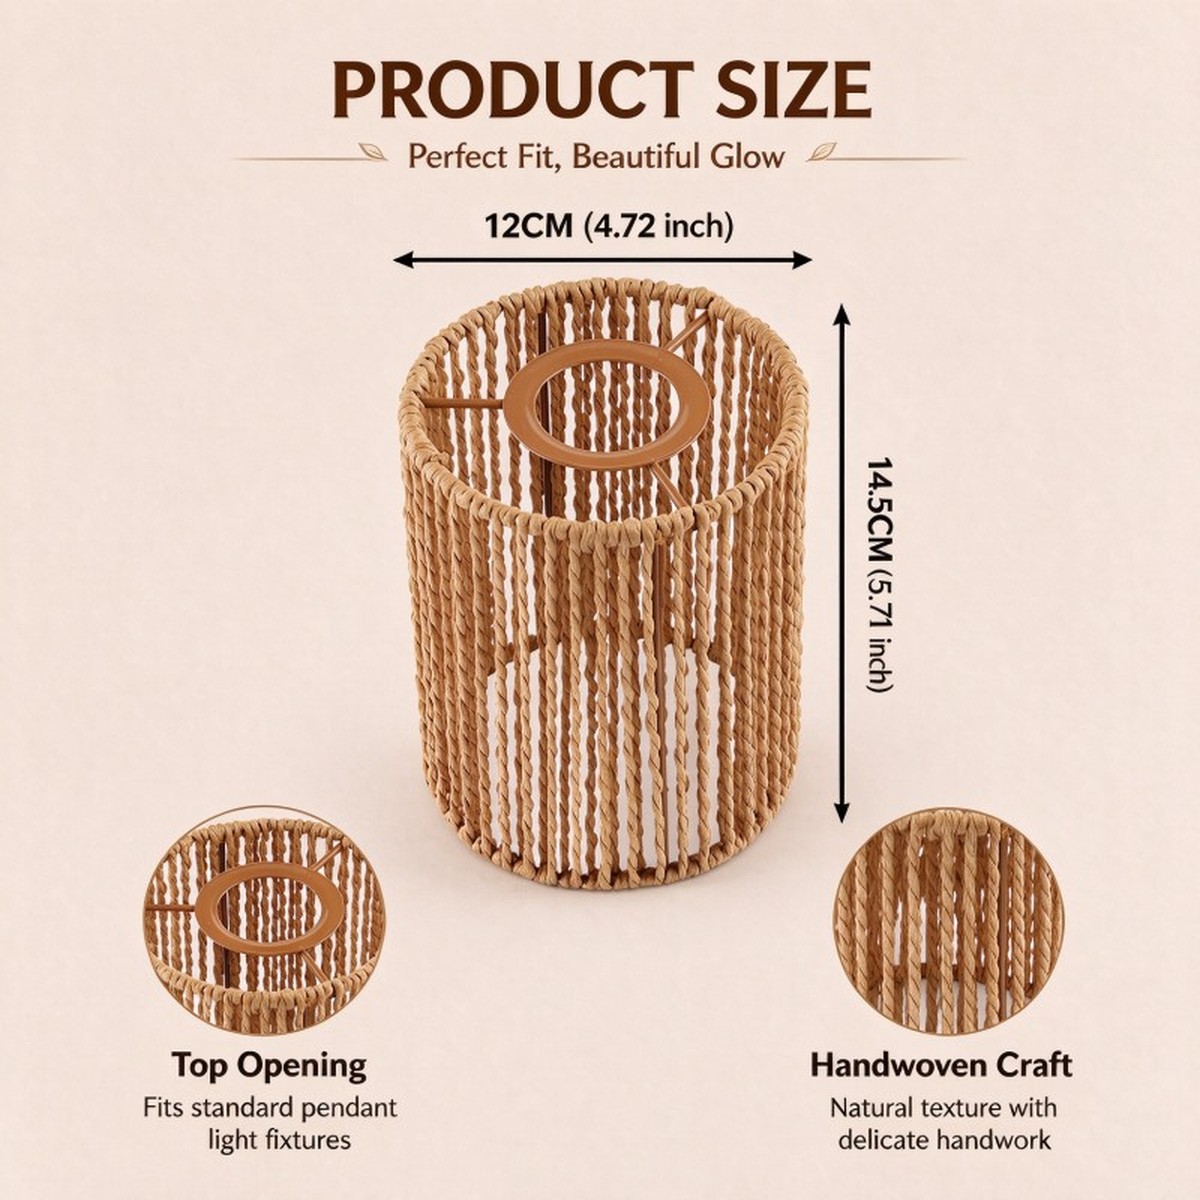 PRODUCT SIZE
Perfect Fit, Beautiful Glow
12CM (4.72 inch)
14.5CM (5.71 inch)
Top Opening
Fits standard pendant
light fixtures
Handwoven Craft
Natural texture with
delicate handwork